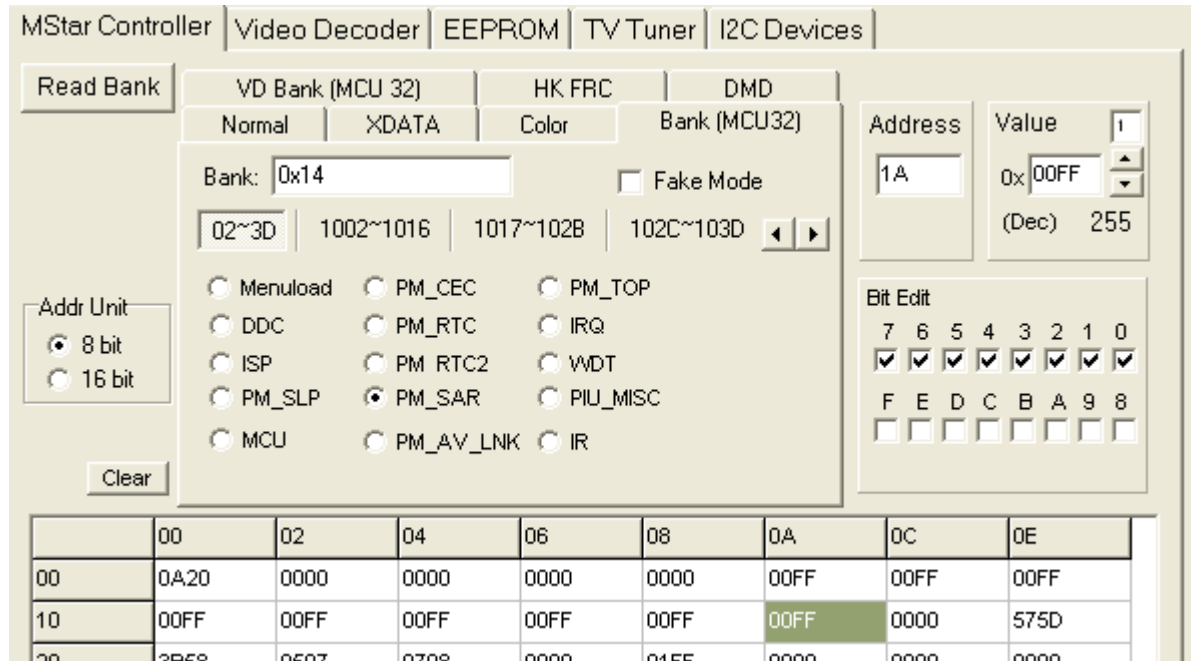 MStar Controller Video Decoder EEPROM TV Tuner I2C Devices
Read Bank VD Bank (MCU 32) HK FRC DMD
Normal XDATA Color Bank (MCU32) Address Value 1
Bank: 0x14 Fake Mode 1A 0x 00FF
02~3D 1002~1016 1017~102B 102C~103D (Dec) 255
Menuload PM_CEC PM_TOP
Addr Unit DDC PM_RTC IRQ Bit Edit
8 bit ISP PM_RTC2 WDT 7 6 5 4 3 2 1 0
16 bit PM_SLP PM_SAR PIU_MISC F E D C B A 9 8
MCU PM_AV_LNK IR
Clear
00 02 04 06 08 0A 0C 0E
00 0A20 0000 0000 0000 0000 00FF 00FF 00FF
10 00FF 00FF 00FF 00FF 00FF 00FF 0000 575D